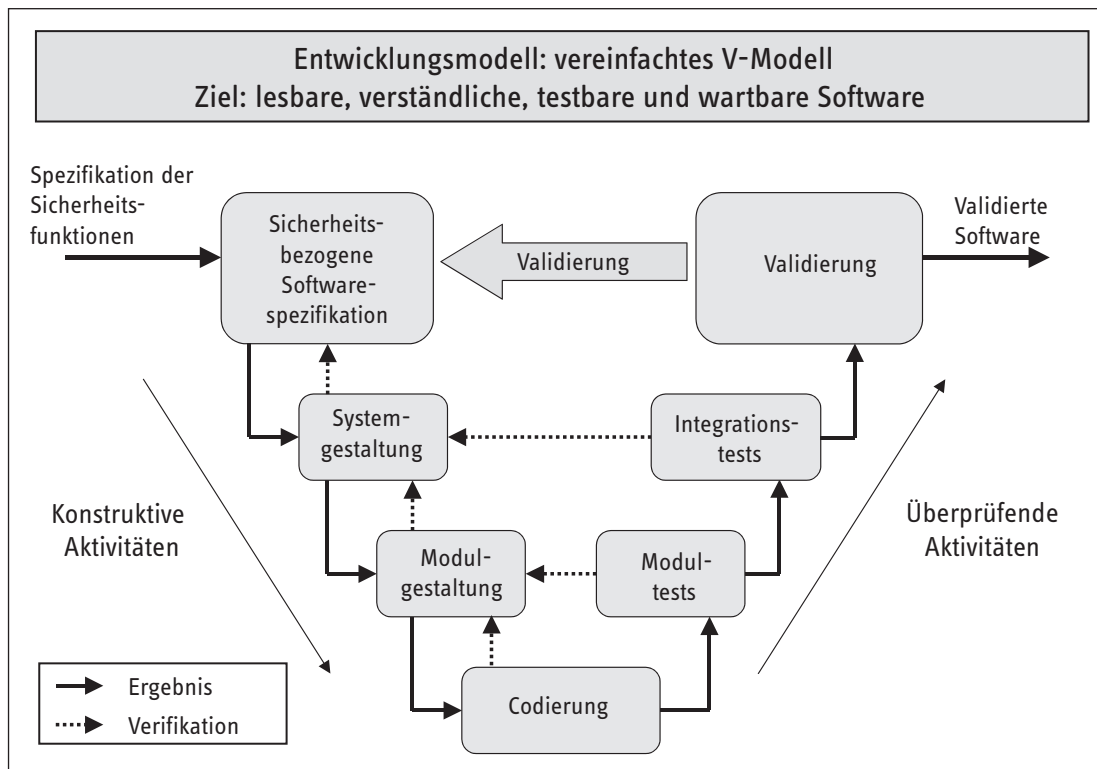 Entwicklungsmodell: vereinfachtes V-Modell
Ziel: lesbare, verständliche, testbare und wartbare Software
Spezifikation der
Sicherheits-
funktionen
Sicherheits-
bezogene
Software-
spezifikation
Validierung
Validierung
Validierte
Software
System-
gestaltung
Integrations-
tests
Konstruktive
Aktivitäten
Modul-
gestaltung
Modul-
tests
Überprüfende
Aktivitäten
Codierung
Ergebnis
Verifikation